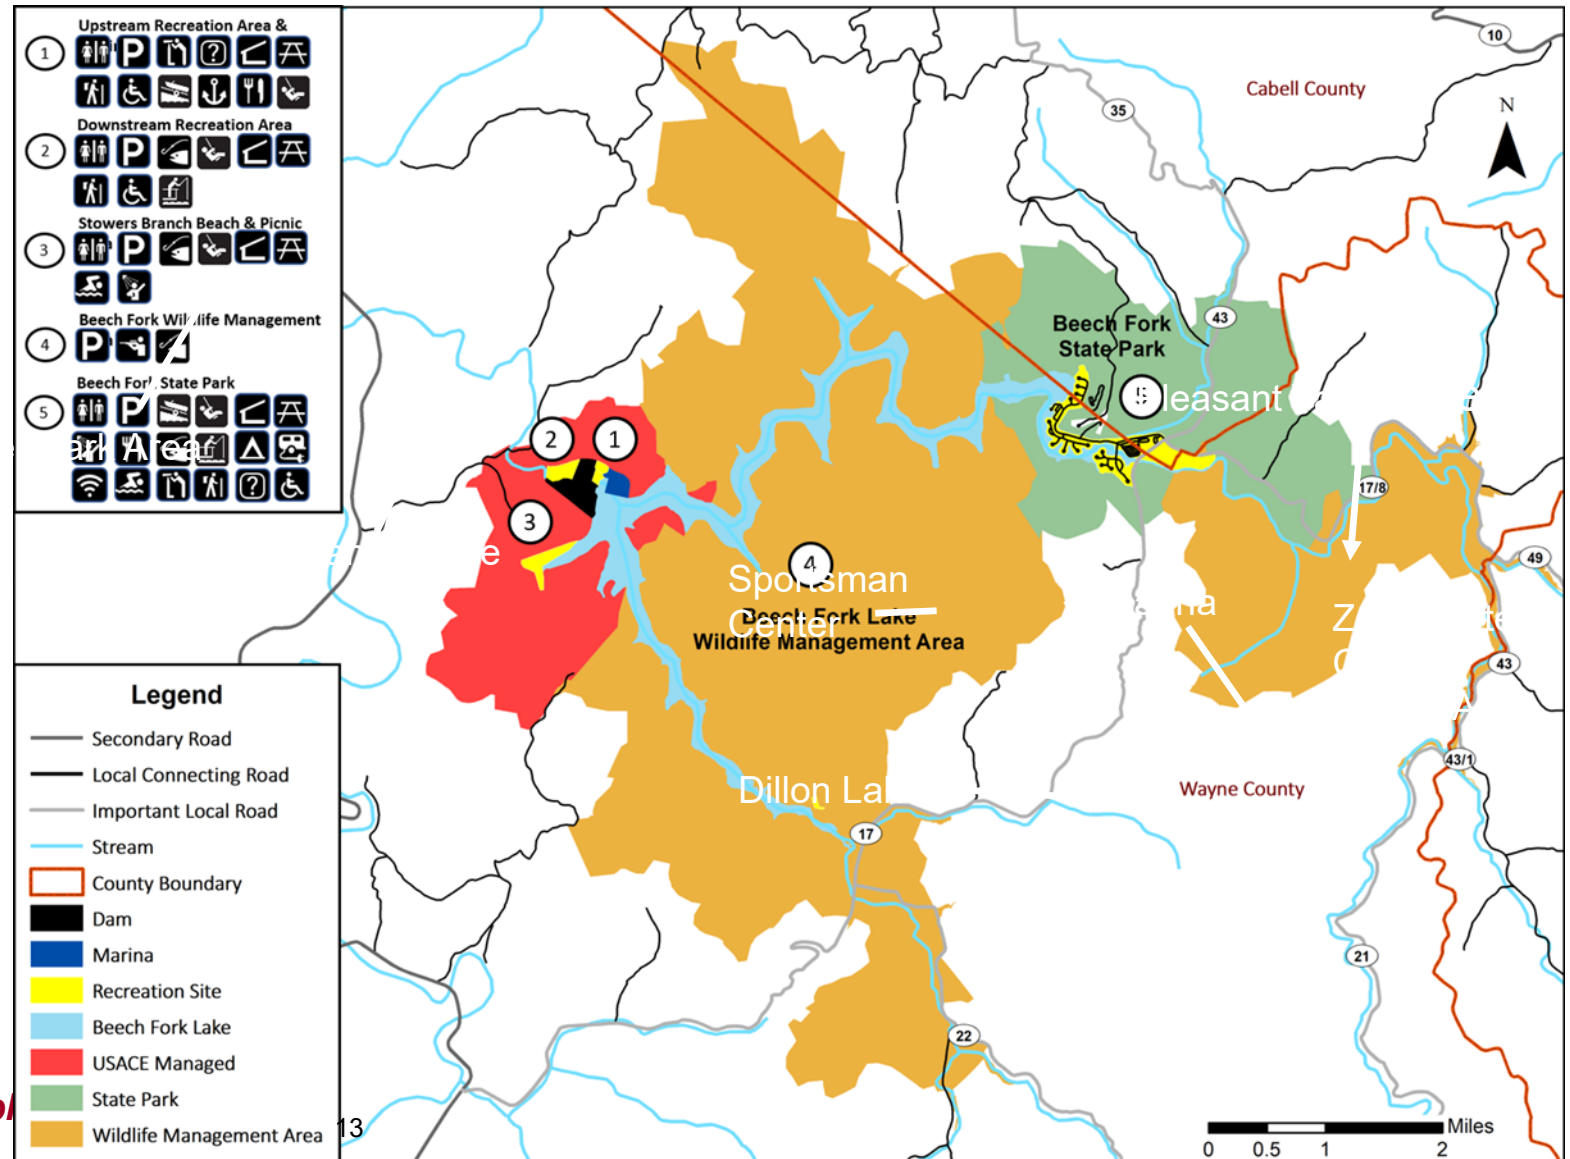 Upstream Recreation Area &
1
Downstream Recreation Area
2
Stowers Branch Beach & Picnic
3
Beech Fork Wildlife Management
4
Beech Fork State Park
5
Park Area
10
Cabell County
N
35
43
Beech Fork
State Park
5
Pleasant
2
1
3
17/8
49
4
Sportsman
Center
Beech Fork Lake
Wildlife Management Area
43
43/1
Wayne County
Dillon
17
21
22
Legend
Secondary Road
Local Connecting Road
Important Local Road
Stream
County Boundary
Dam
Marina
Recreation Site
Beech Fork Lake
USACE Managed
State Park
Wildlife Management Area
13
Miles
0 0.5 1 2